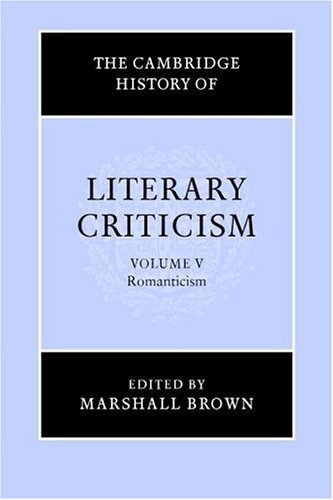 THE CAMBRIDGE
HISTORY OF
LITERARY
CRITICISM
VOLUME V
Romanticism
EDITED BY
MARSHALL BROWN